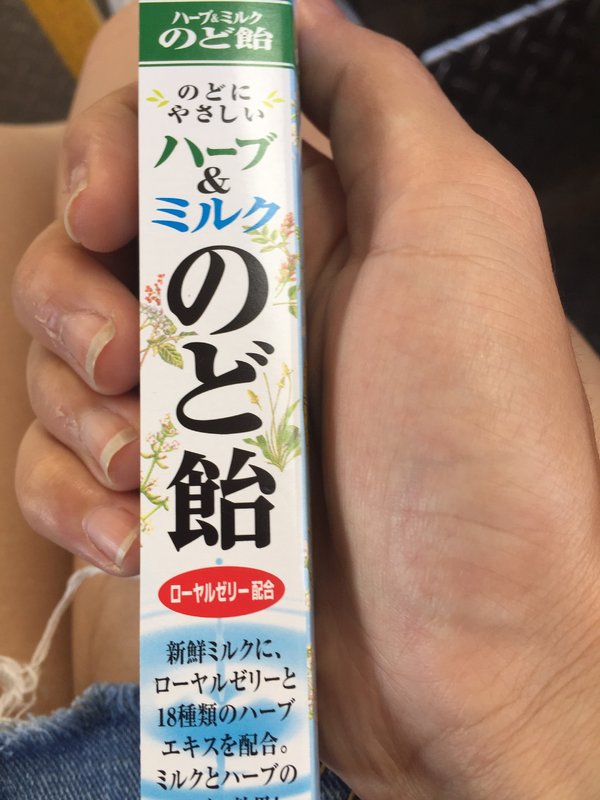 ハーブ&ミルク
のど飴
のどに
やさしい
ハーブ
&
ミルク
のど飴
ローヤルゼリー配合
新鮮ミルクに、
ローヤルゼリーと
18種類のハーブ
エキスを配合。
ミルクとハーブの